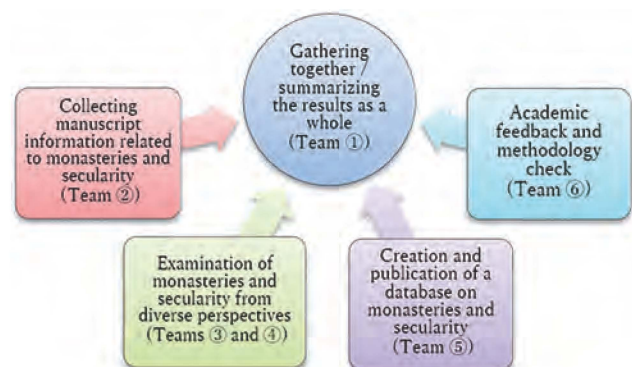 Gathering
together /
summarizing
the results as a
whole
(Team ①)
Collecting
manuscript
information related
to monasteries and
secularity
(Team ②)
Academic
feedback and
methodology
check
(Team ⑥)
Examination of
monasteries and
secularity from
diverse perspectives
(Teams ③ and ④)
Creation and
publication of a
database on
monasteries and
secularity
(Team ⑤)